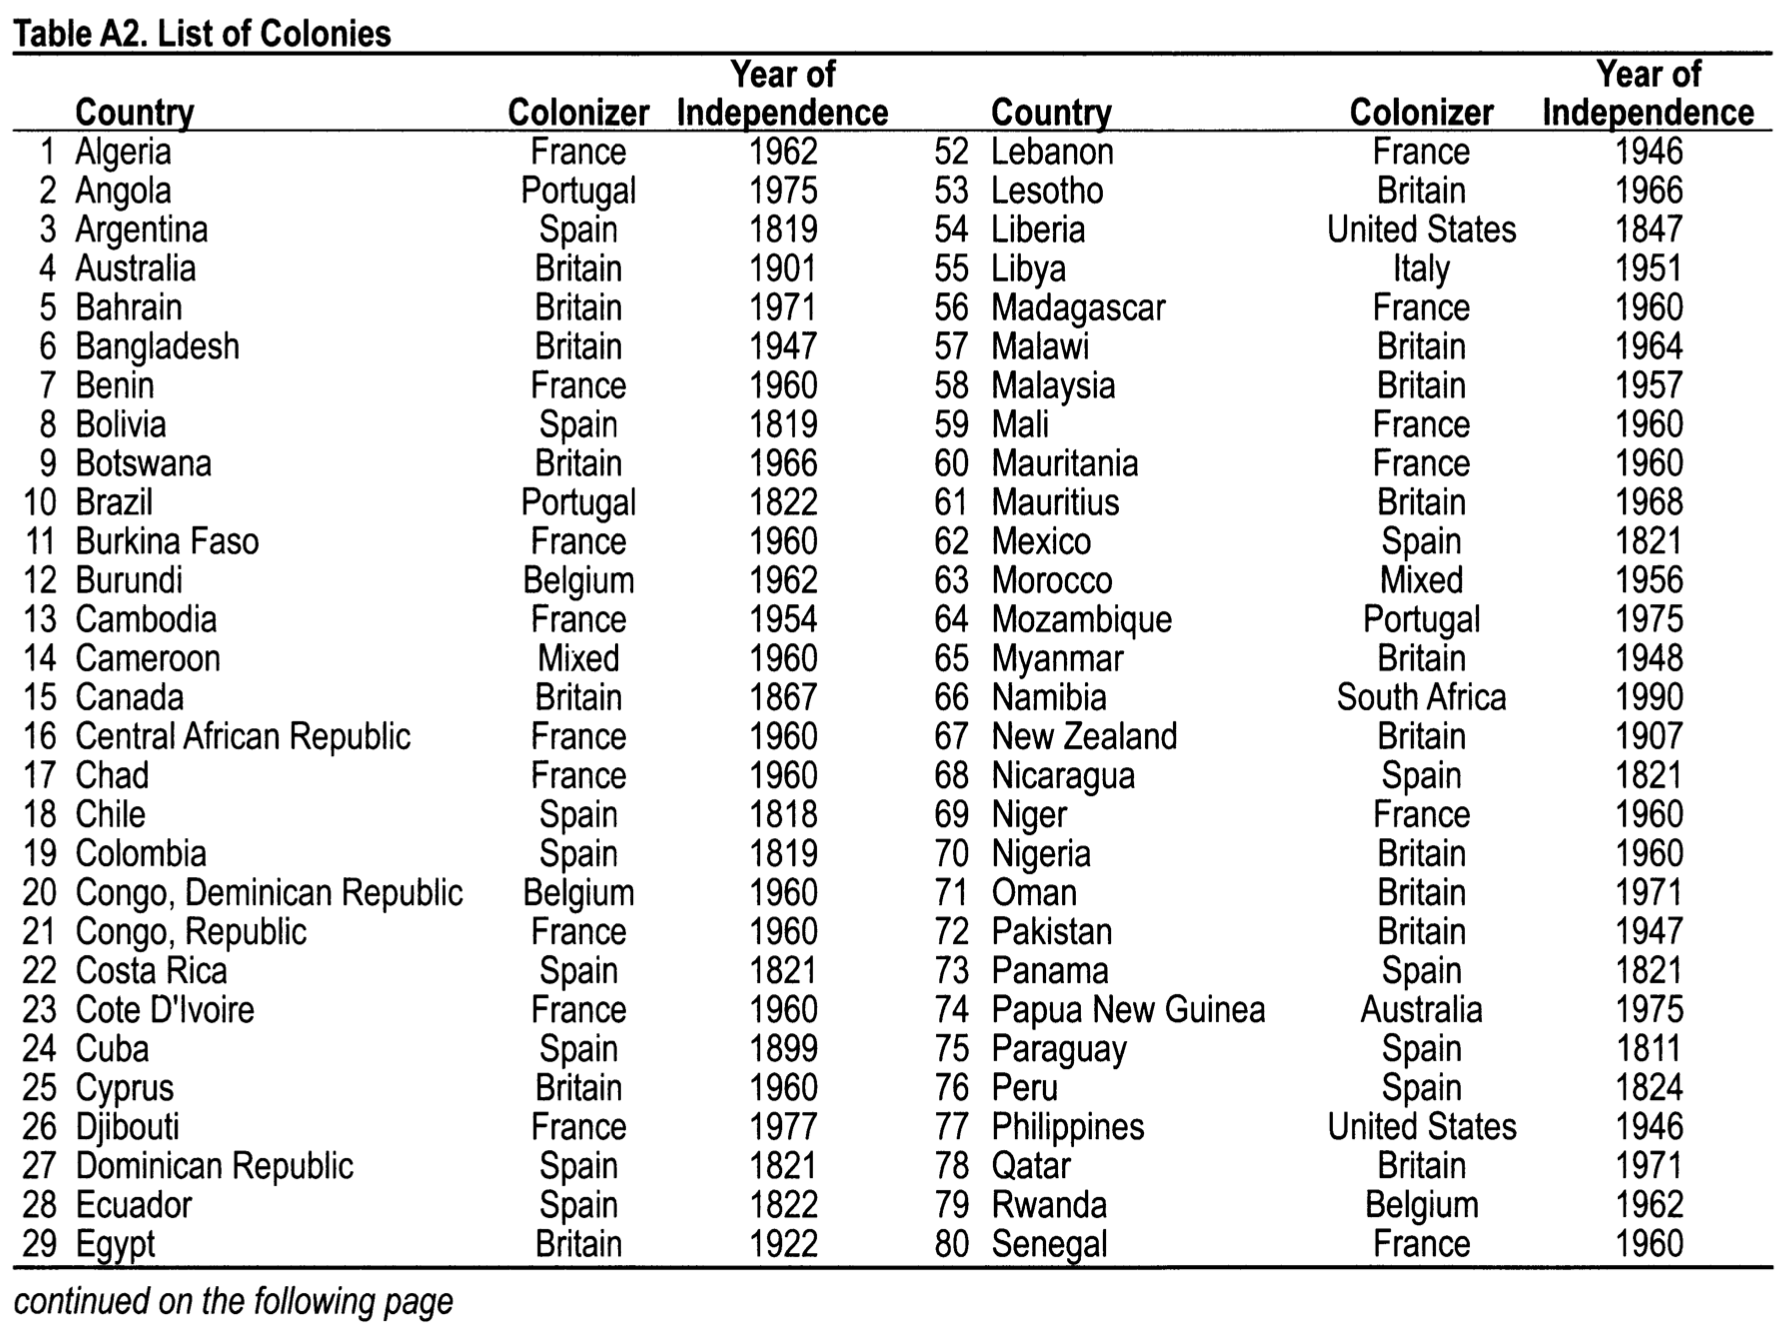 Table A2. List of Colonies
Year of Year of
Country Colonizer Independence Country Colonizer Independence
1 Algeria France 1962 52 Lebanon France 1946
2 Angola Portugal 1975 53 Lesotho Britain 1966
3 Argentina Spain 1819 54 Liberia United States 1847
4 Australia Britain 1901 55 Libya Italy 1951
5 Bahrain Britain 1971 56 Madagascar France 1960
6 Bangladesh Britain 1947 57 Malawi Britain 1964
7 Benin France 1960 58 Malaysia Britain 1957
8 Bolivia Spain 1819 59 Mali France 1960
9 Botswana Britain 1966 60 Mauritania France 1960
10 Brazil Portugal 1822 61 Mauritius Britain 1968
11 Burkina Faso France 1960 62 Mexico Spain 1821
12 Burundi Belgium 1962 63 Morocco Mixed 1956
13 Cambodia France 1954 64 Mozambique Portugal 1975
14 Cameroon Mixed 1960 65 Myanmar Britain 1948
15 Canada Britain 1867 66 Namibia South Africa 1990
16 Central African Republic France 1960 67 New Zealand Britain 1907
17 Chad France 1960 68 Nicaragua Spain 1821
18 Chile Spain 1818 69 Niger France 1960
19 Colombia Spain 1819 70 Nigeria Britain 1960
20 Congo, Deminican Republic Belgium 1960 71 Oman Britain 1971
21 Congo, Republic France 1960 72 Pakistan Britain 1947
22 Costa Rica Spain 1821 73 Panama Spain 1821
23 Cote D'Ivoire France 1960 74 Papua New Guinea Australia 1975
24 Cuba Spain 1899 75 Paraguay Spain 1811
25 Cyprus Britain 1960 76 Peru Spain 1824
26 Djibouti France 1977 77 Philippines United States 1946
27 Dominican Republic Spain 1821 78 Qatar Britain 1971
28 Ecuador Spain 1822 79 Rwanda Belgium 1962
29 Egypt Britain 1922 80 Senegal France 1960
continued on the following page